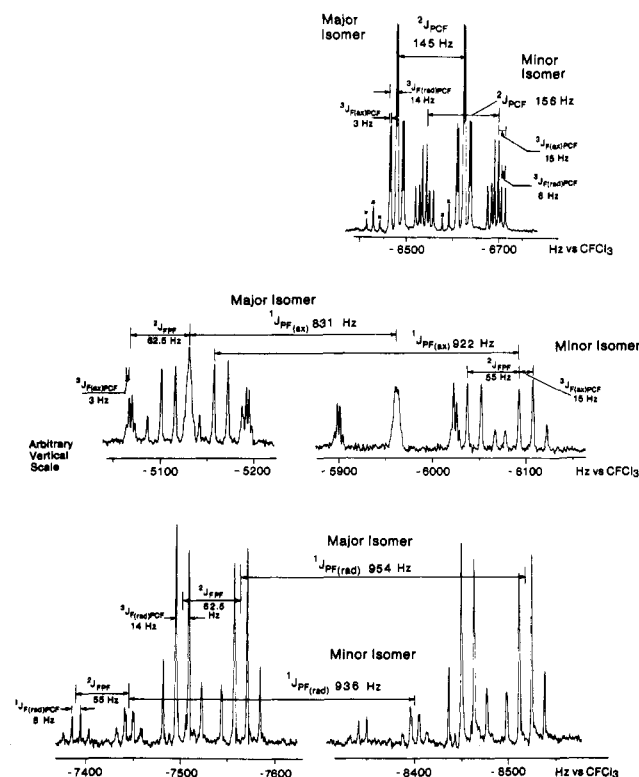 Major
Isomer
²J_PCF
145 Hz
Minor
Isomer
³J_F(rad)PCF
14 Hz
²J_PCF 156 Hz
³J_F(ax)PCF
3 Hz
³J_F(ax)PCF
15 Hz
³J_F(rad)PCF
6 Hz
- 6500
- 6700
Hz vs CFCl₃
Major Isomer
²J_FPF
62.5 Hz
¹J_PF(ax) 831 Hz
¹J_PF(ax) 922 Hz
Minor Isomer
²J_FPF
55 Hz
³J_F(ax)PCF
3 Hz
³J_F(ax)PCF
15 Hz
Arbitrary
Vertical
Scale
- 5100
- 5200
- 5900
- 6000
- 6100
Hz vs CFCl₃
Major Isomer
¹J_PF(rad) 954 Hz
²J_FPF
62.5
Hz
³J_F(rad)PCF
14 Hz
Minor Isomer
²J_FPF
55 Hz
¹J_PF(rad) 936 Hz
J_F(rad)PCF
-7400
-7500
-7600
-8400
-8500
Hz vs CFCl₃